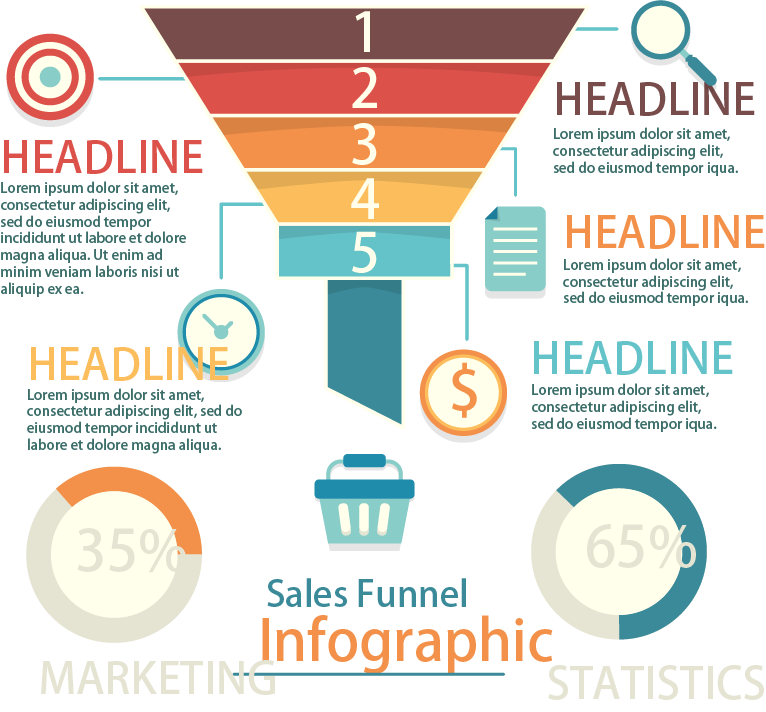 1
2
3
4
5
HEADLINE
Lorem ipsum dolor sit amet,
consectetur adipiscing elit,
sed do eiusmod tempor iqua.
HEADLINE
Lorem ipsum dolor sit amet,
consectetur adipiscing elit,
sed do eiusmod tempor
incididunt ut labore et dolore
magna aliqua. Ut enim ad
minim veniam laboris nisi ut
aliquip ex ea.
HEADLINE
Lorem ipsum dolor sit amet,
consectetur adipiscing elit,
sed do eiusmod tempor iqua.
HEADLINE
Lorem ipsum dolor sit amet,
consectetur adipiscing elit, sed do
eiusmod tempor incididunt ut
labore et dolore magna aliqua.
$
HEADLINE
Lorem ipsum dolor sit amet,
consectetur adipiscing elit,
sed do eiusmod tempor iqua.
35%
65%
Sales Funnel
Infographic
MARKETING
STATISTICS